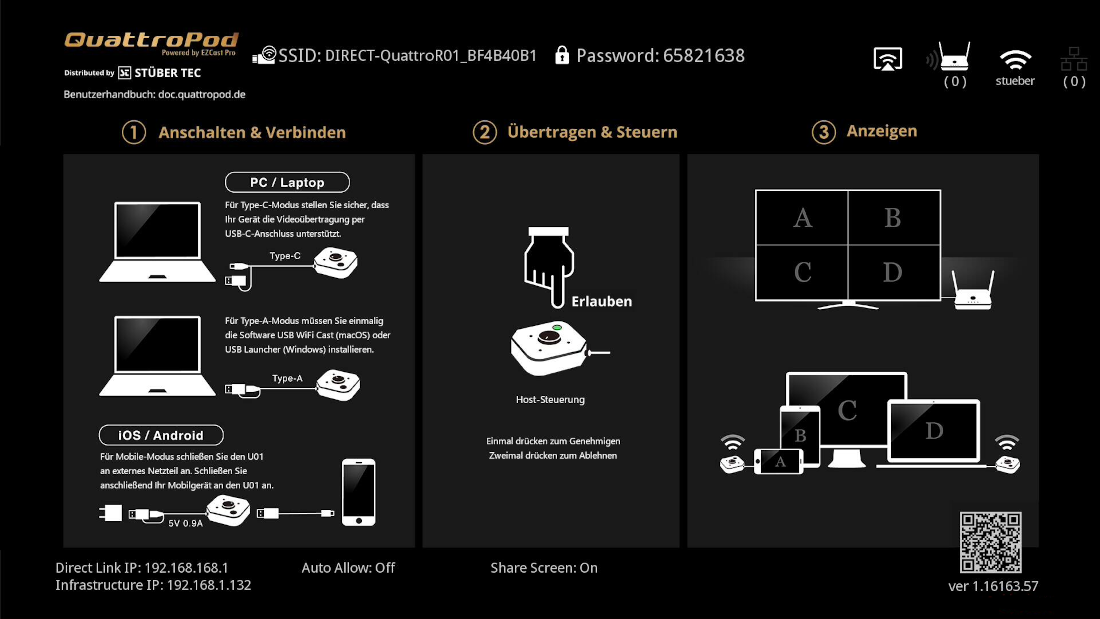 QuattroPod
Powered by EZCast Pro
Distributed by STÜBER TEC
Benutzerhandbuch: doc.quattropod.de
SSID: DIRECT-QuattroR01_BF4B40B1
Password: 65821638
( 0 )
stueber
( 0 )
1 Anschalten & Verbinden
PC / Laptop
Für Type-C-Modus stellen Sie sicher, dass
Ihr Gerät die Videoübertragung per
USB-C-Anschluss unterstützt.
Type-C
Für Type-A-Modus müssen Sie einmalig
die Software USB WiFi Cast (macOS) oder
USB Launcher (Windows) installieren.
Type-A
iOS / Android
Für Mobile-Modus schließen Sie den U01
an externes Netzteil an. Schließen Sie
anschließend Ihr Mobilgerät an den U01 an.
5V 0.9A
2 Übertragen & Steuern
Erlauben
Host-Steuerung
Einmal drücken zum Genehmigen
Zweimal drücken zum Ablehnen
3 Anzeigen
A B
C D
C
B
D
A
Direct Link IP: 192.168.168.1
Infrastructure IP: 192.168.1.132
Auto Allow: Off
Share Screen: On
ver 1.16163.57